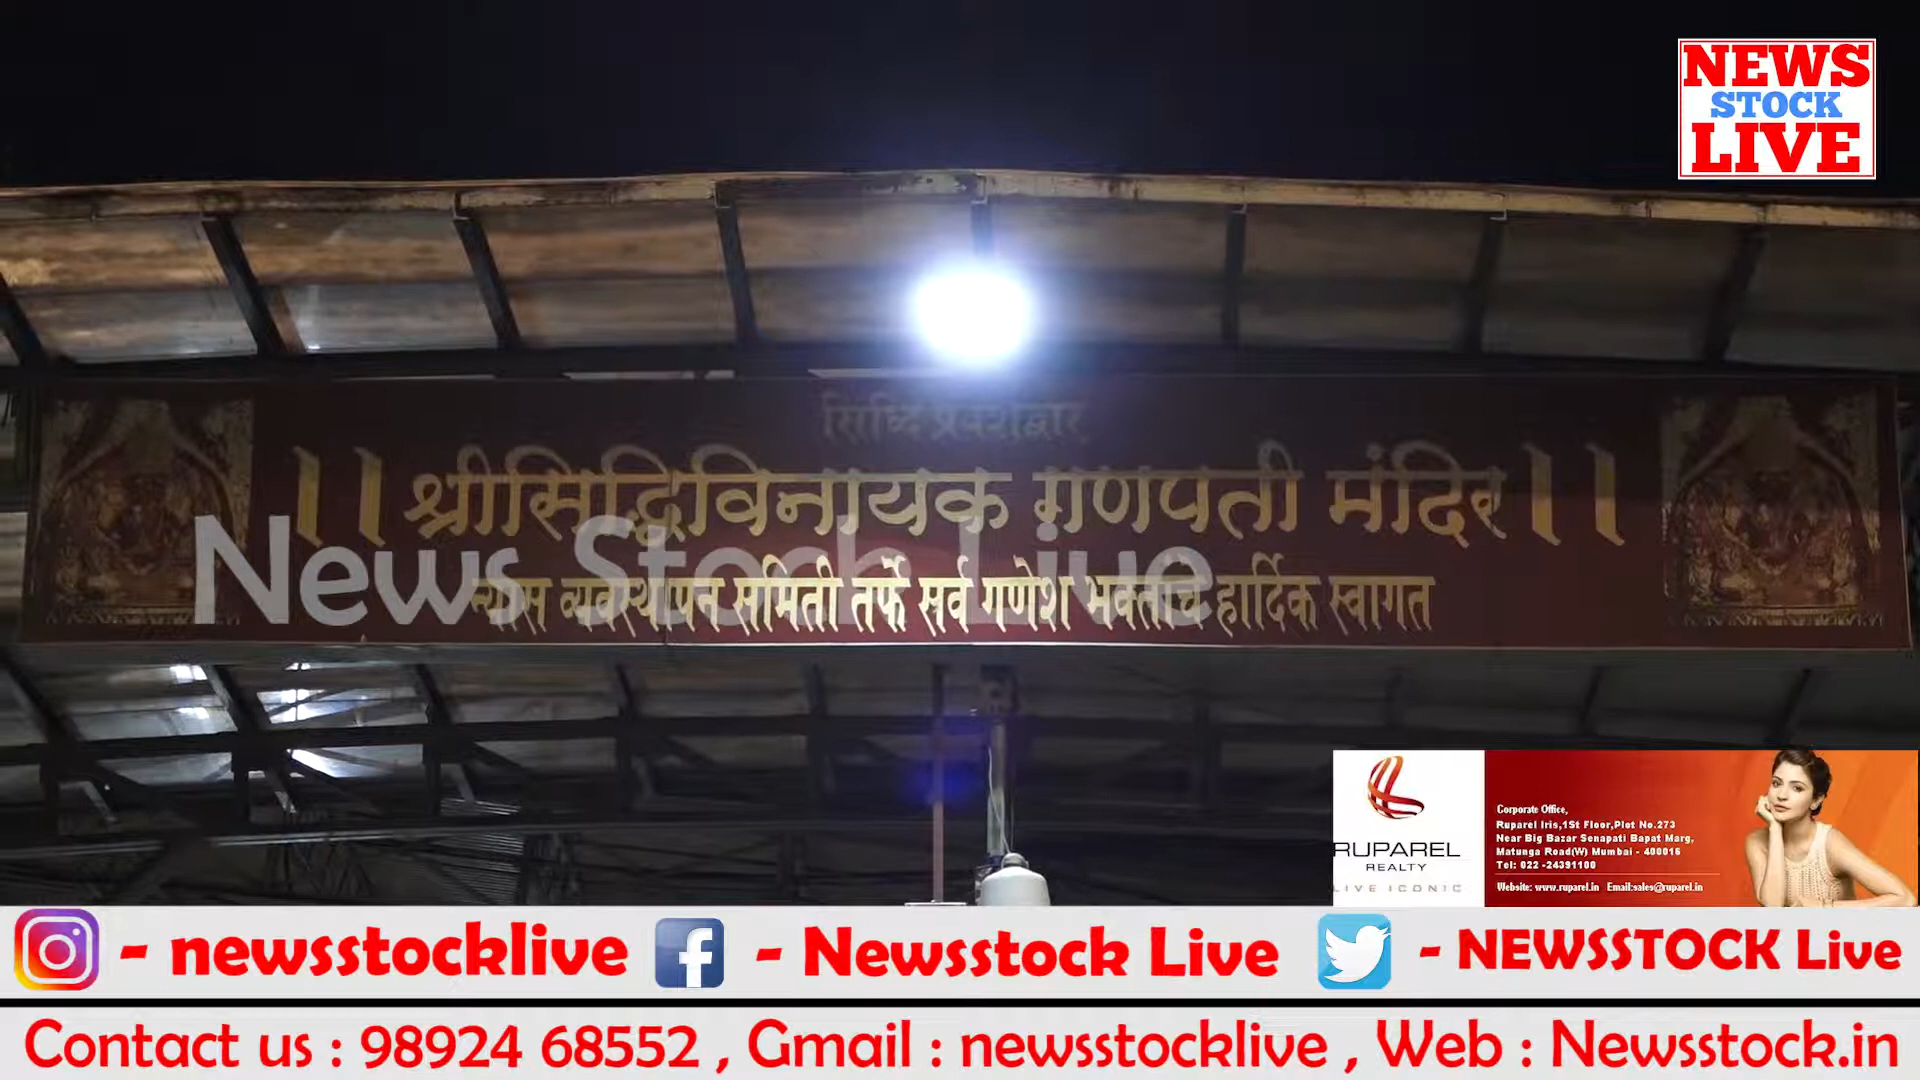 NEWS
STOCK
LIVE
सिध्दि प्रवेशद्वार
।। श्रीसिद्धिविनायक गणपती मंदिर ।।
न्यास व्यवस्थापन समिती तर्फे सर्व गणेश भक्तांचे हार्दिक स्वागत
News Stock Live
RUPAREL
REALTY
LIVE ICONIC
Corporate Office,
Ruparel Iris,1St Floor,Plot No.273
Near Big Bazar Senapati Bapat Marg,
Matunga Road(W) Mumbai - 400016
Tel: 022 -24391100
Website: www.ruparel.in Email:sales@ruparel.in
- newsstocklive - Newsstock Live - NEWSSTOCK Live
Contact us : 98924 68552 , Gmail : newsstocklive , Web : Newsstock.in